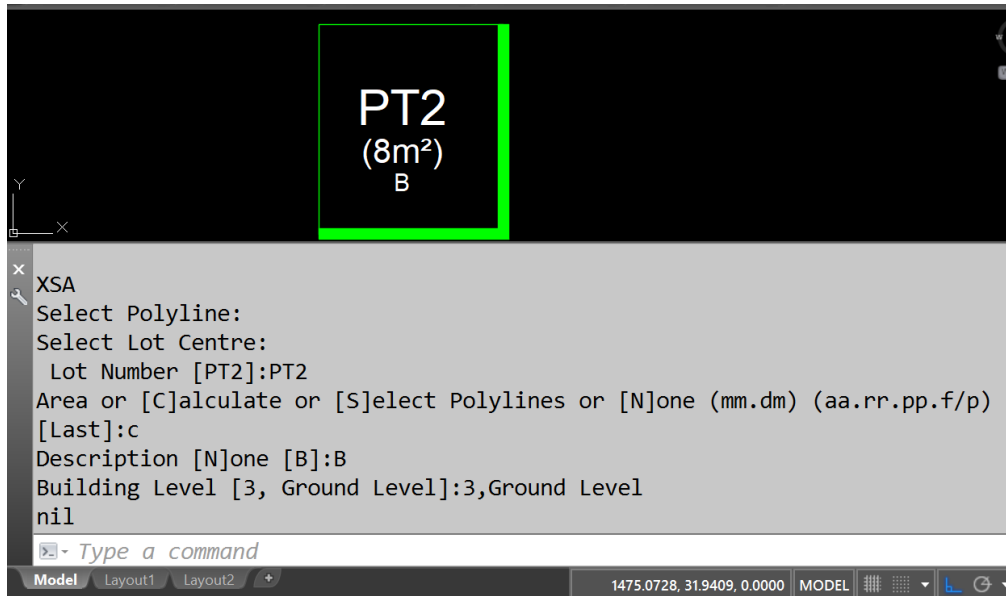 PT2
(8m²)
B
W
Y
X
XSA
Select Polyline:
Select Lot Centre:
Lot Number [PT2]:PT2
Area or [C]alculate or [S]elect Polylines or [N]one (mm.dm) (aa.rr.pp.f/p)
[Last]:c
Description [N]one [B]:B
Building Level [3, Ground Level]:3,Ground Level
nil
Type a command
Model Layout1 Layout2 +
1475.0728, 31.9409, 0.0000 MODEL